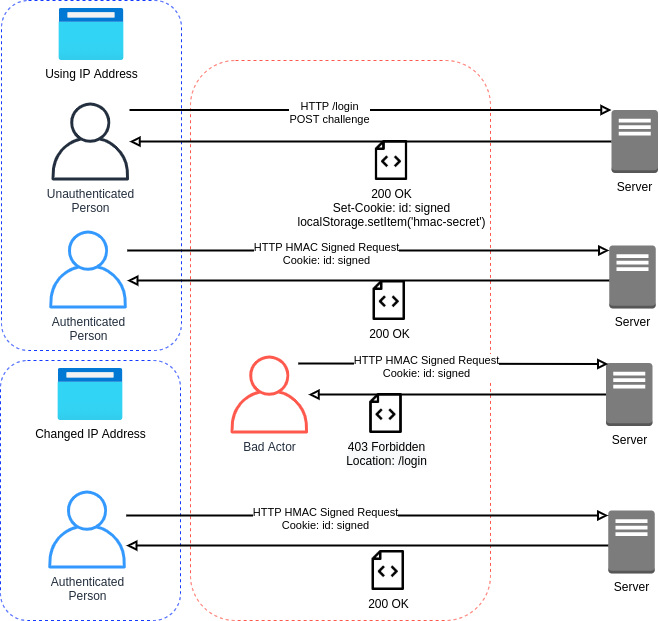 Using IP Address
HTTP /login
POST challenge
Server
Unauthenticated
Person
200 OK
Set-Cookie: id: signed
localStorage.setItem('hmac-secret')
HTTP HMAC Signed Request
Cookie: id: signed
Server
Authenticated
Person
200 OK
HTTP HMAC Signed Request
Cookie: id: signed
Server
Changed IP Address
Bad Actor
403 Forbidden
Location: /login
HTTP HMAC Signed Request
Cookie: id: signed
Server
Authenticated
Person
200 OK